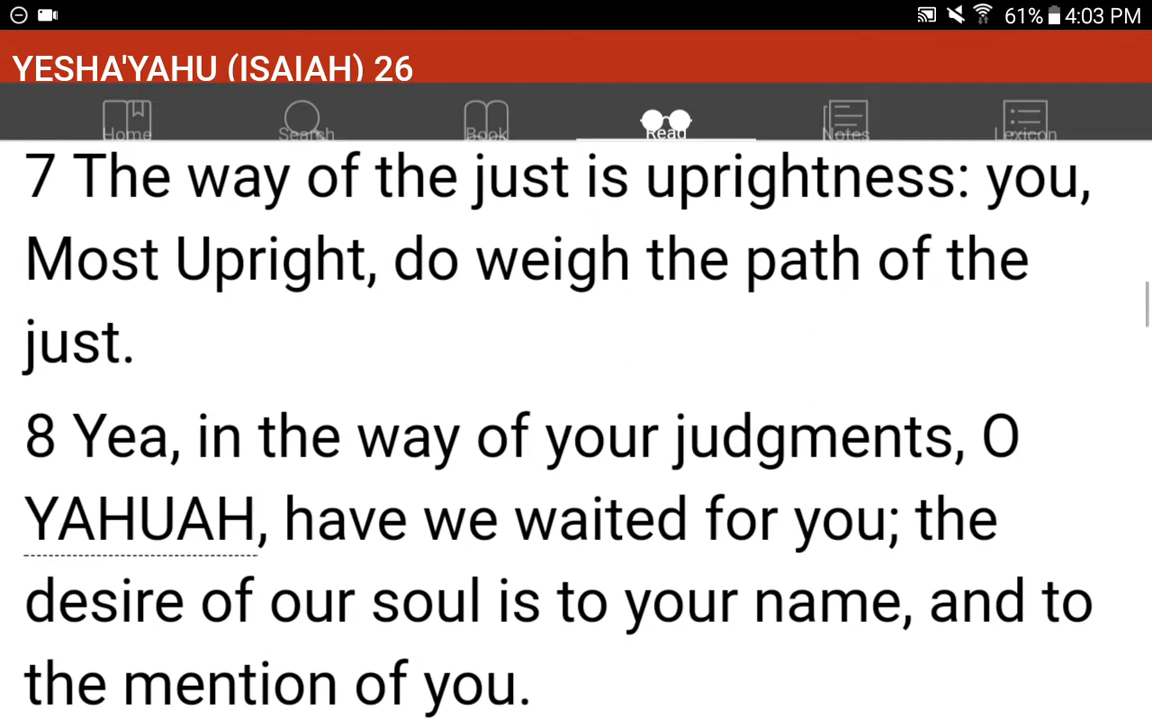 61% 4:03 PM
YESHA'YAHU (ISAIAH) 26
Home Search Book Read Notes Lexicon
7 The way of the just is uprightness: you,
Most Upright, do weigh the path of the
just.
8 Yea, in the way of your judgments, O
YAHUAH, have we waited for you; the
desire of our soul is to your name, and to
the mention of you.